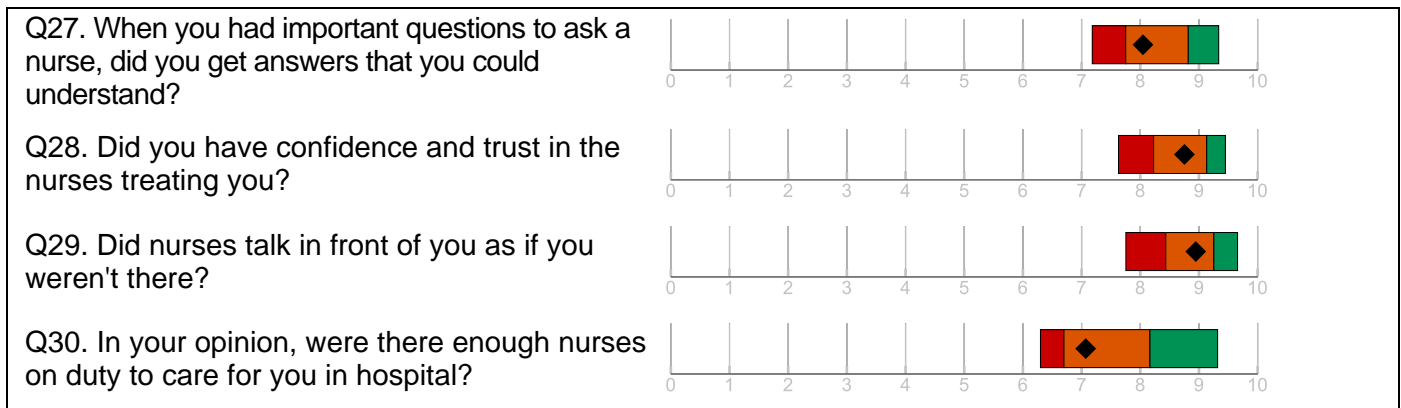 Q27. When you had important questions to ask a
nurse, did you get answers that you could
understand?
0 1 2 3 4 5 6 7 8 9 10
Q28. Did you have confidence and trust in the
nurses treating you?
0 1 2 3 4 5 6 7 8 9 10
Q29. Did nurses talk in front of you as if you
weren't there?
0 1 2 3 4 5 6 7 8 9 10
Q30. In your opinion, were there enough nurses
on duty to care for you in hospital?
0 1 2 3 4 5 6 7 8 9 10